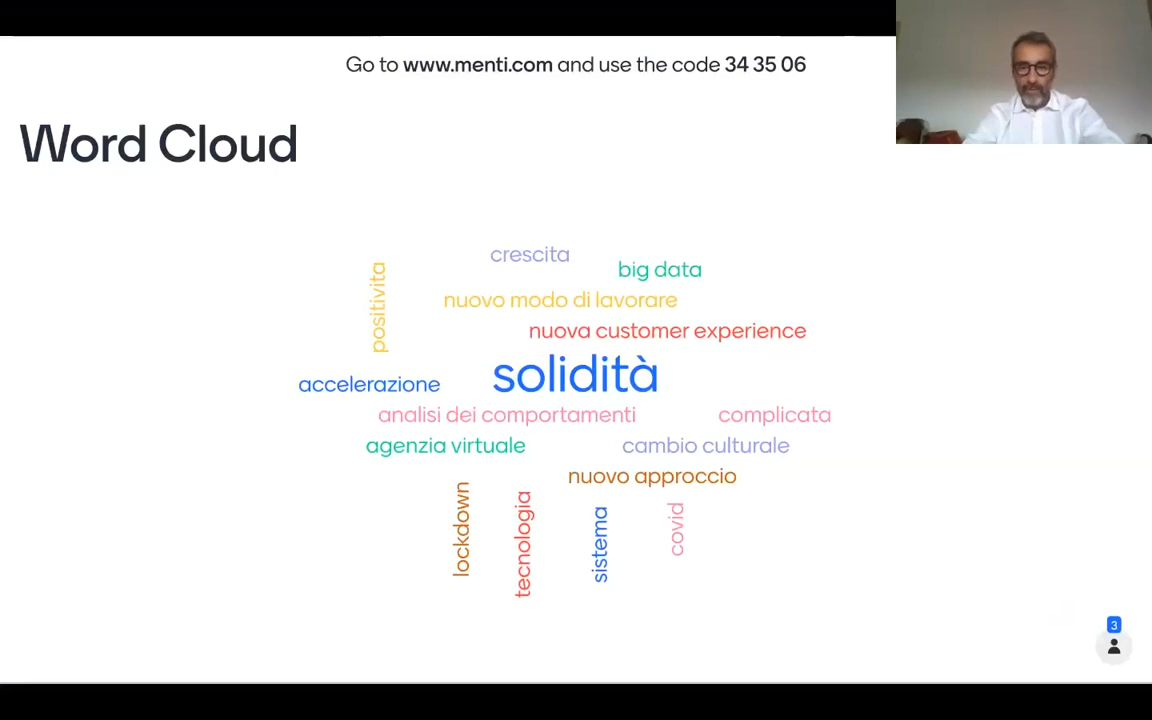 Go to www.menti.com and use the code 34 35 06
Word Cloud
crescita
big data
positivita
nuovo modo di lavorare
nuova customer experience
solidità
accelerazione
analisi dei comportamenti
complicata
agenzia virtuale
cambio culturale
nuovo approccio
lockdown
tecnologia
sistema
covid
3